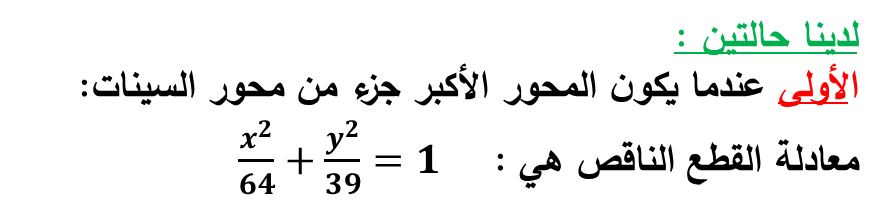 لدينا حالتين :
الأولى عندما يكون المحور الأكبر جزء من محور السينات:
معادلة القطع الناقص هي : x²/64 + y²/39 = 1